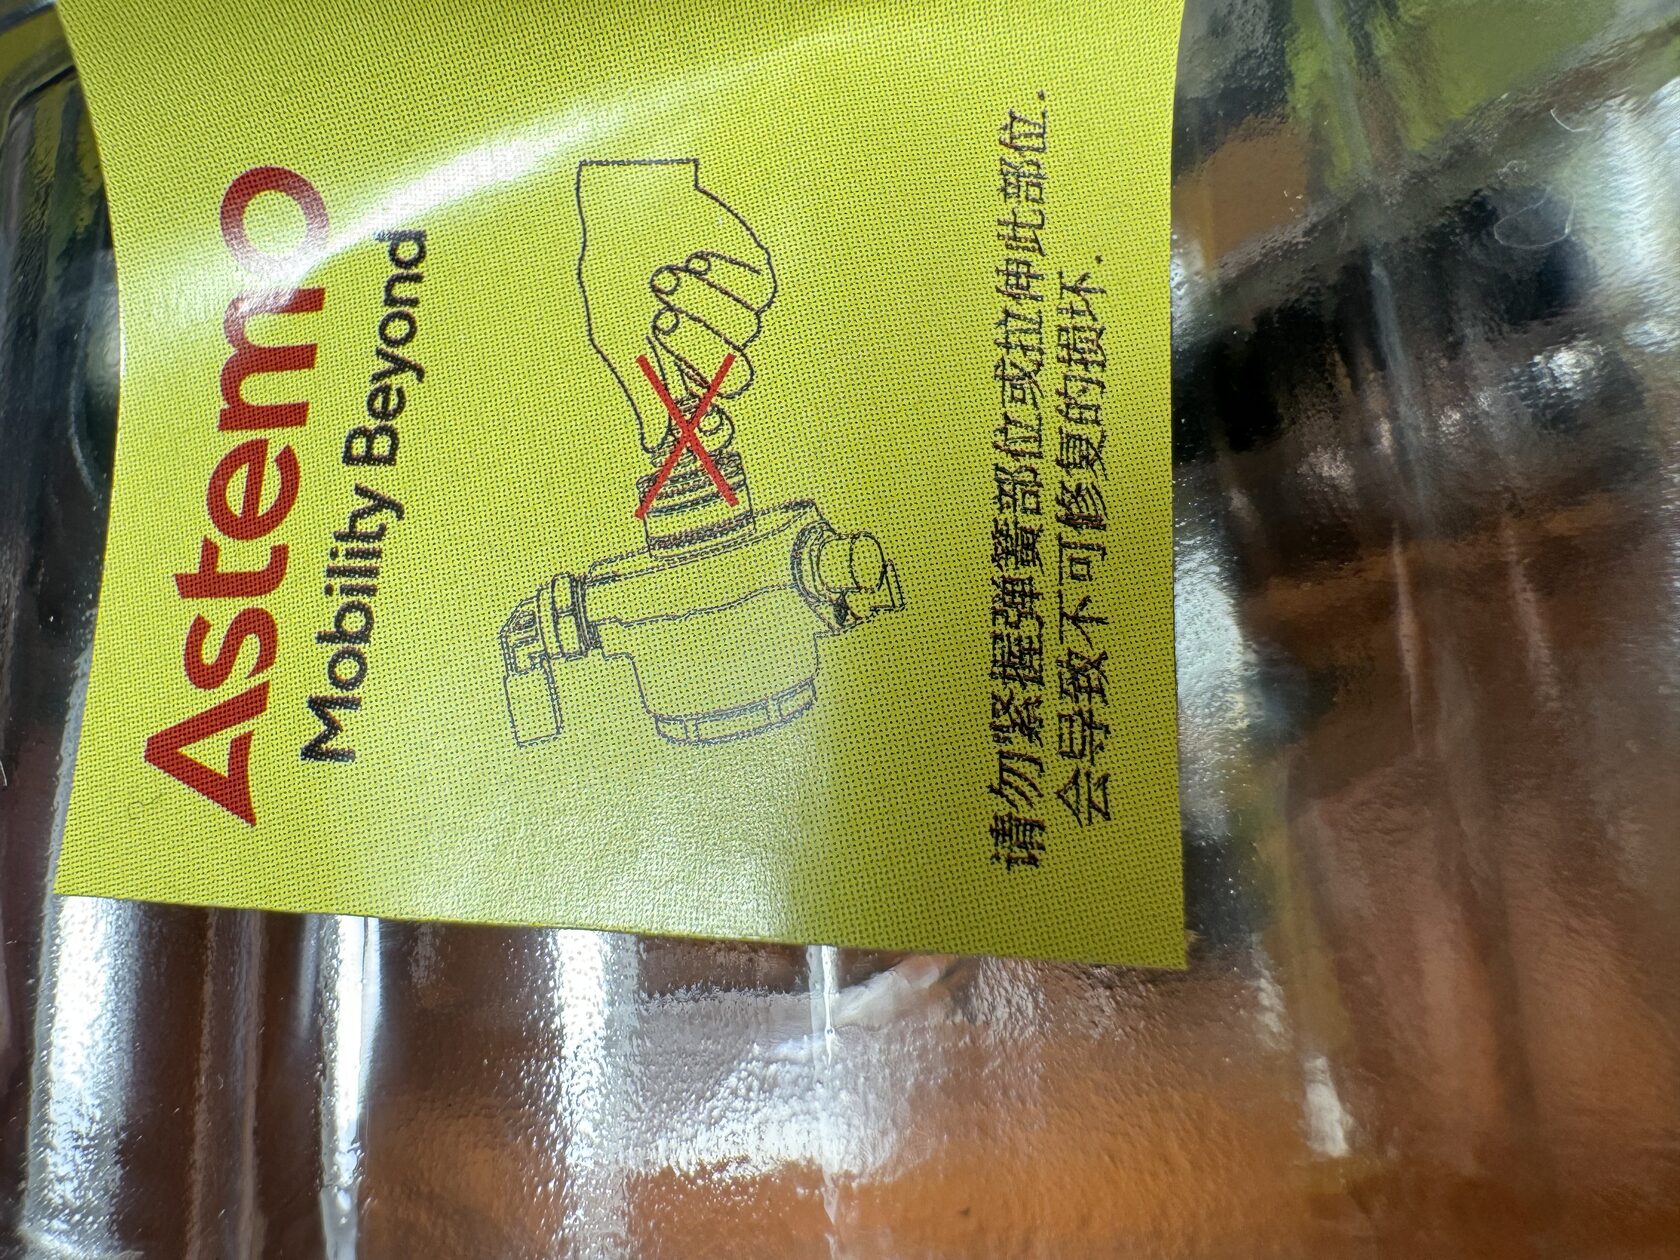 Astemo
Mobility Beyond
请勿紧握弹簧部位或拉伸此部位.
会导致不可修复的损坏.